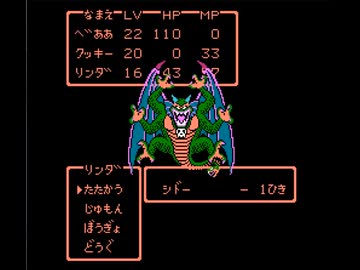 なまえ LV HP MP
べああ 22 110 0
クッキー 20 0 33
リンダ 16 43
リンダ
たたかう
じゅもん
ぼうぎょ
どうぐ
シドー - 1ひき